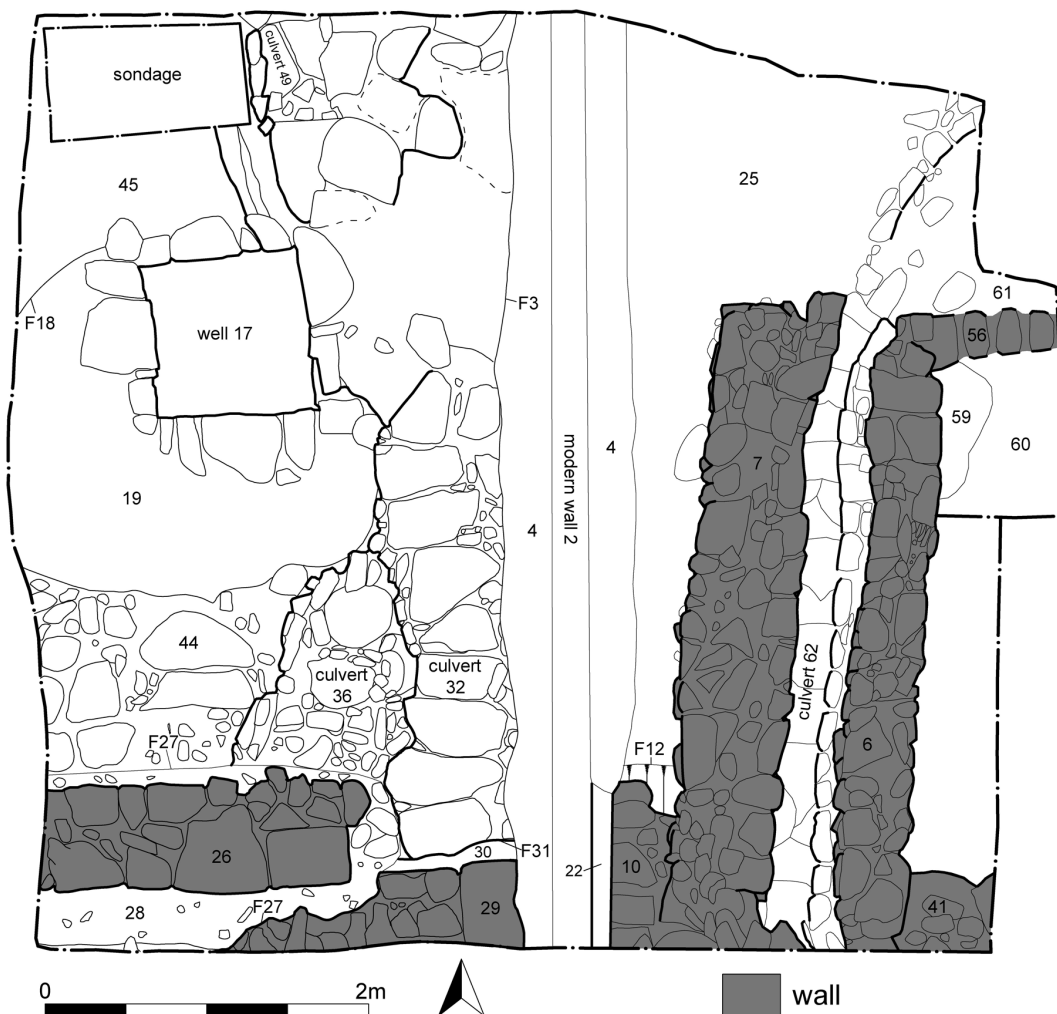 sondage
culvert 49
45
25
F18
F3
61
well 17
56
59
60
19
4
modern wall 2
4
7
44
culvert
36
culvert
32
culvert 62
F27
F12
6
26
30
F31
22
10
28
F27
29
41
0
2m
wall